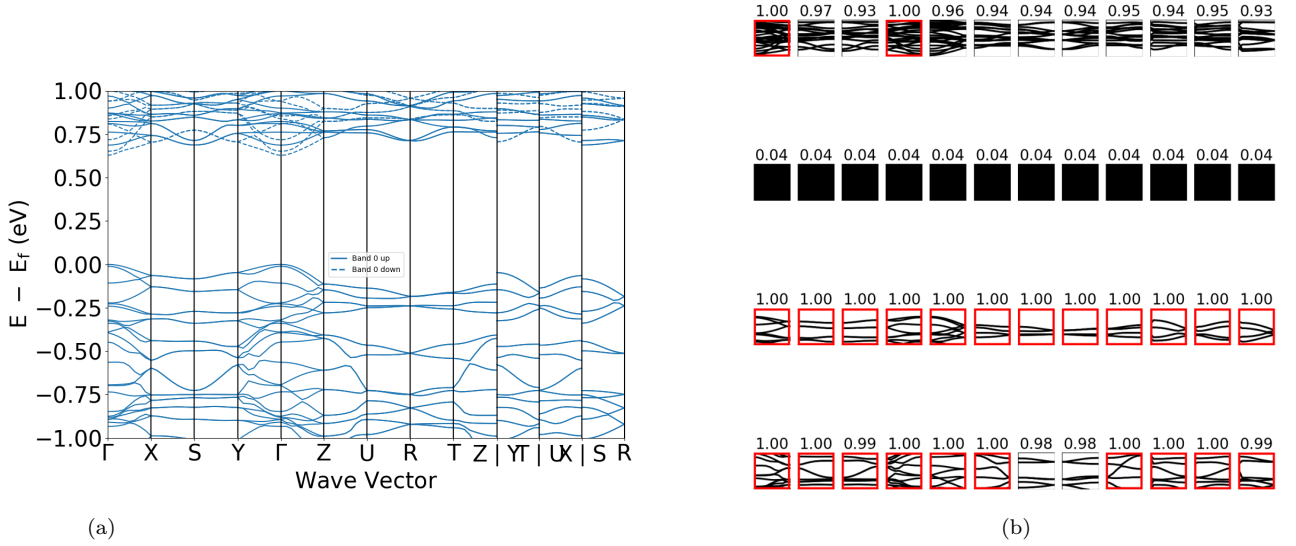 1.00
0.75
0.50
0.25
0.00
−0.25
−0.50
−0.75
−1.00
E − E_f (eV)
Band 0 up
Band 0 down
Γ X S Y Γ Z U R T Z | YT | UX | S R
Wave Vector
(a)
1.00 0.97 0.93 1.00 0.96 0.94 0.94 0.94 0.95 0.94 0.95 0.93
0.04 0.04 0.04 0.04 0.04 0.04 0.04 0.04 0.04 0.04 0.04 0.04
1.00 1.00 1.00 1.00 1.00 1.00 1.00 1.00 1.00 1.00 1.00 1.00
1.00 1.00 0.99 1.00 1.00 1.00 0.98 0.98 1.00 1.00 1.00 0.99
(b)